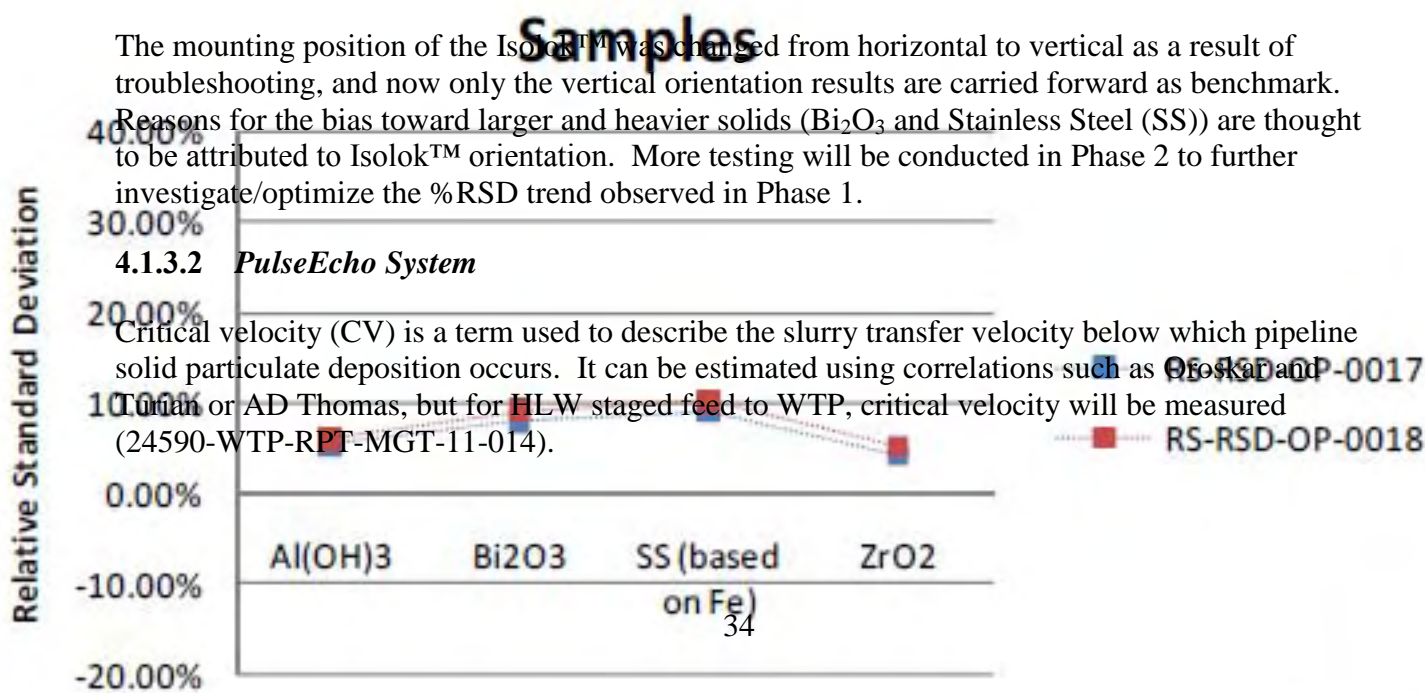 Samples
The mounting position of the Isolok™ was changed from horizontal to vertical as a result of
troubleshooting, and now only the vertical orientation results are carried forward as benchmark.
Reasons for the bias toward larger and heavier solids (Bi₂O₃ and Stainless Steel (SS)) are thought
to be attributed to Isolok™ orientation. More testing will be conducted in Phase 2 to further
investigate/optimize the %RSD trend observed in Phase 1.
4.1.3.2 PulseEcho System
Critical velocity (CV) is a term used to describe the slurry transfer velocity below which pipeline
solid particulate deposition occurs. It can be estimated using correlations such as Oroskar and
Turian or AD Thomas, but for HLW staged feed to WTP, critical velocity will be measured
(24590-WTP-RPT-MGT-11-014).
Relative Standard Deviation
40.00%
30.00%
20.00%
10.00%
0.00%
-10.00%
-20.00%
Al(OH)3
Bi2O3
SS (based
on Fe)
ZrO2
RS-RSD-OP-0017
RS-RSD-OP-0018
34